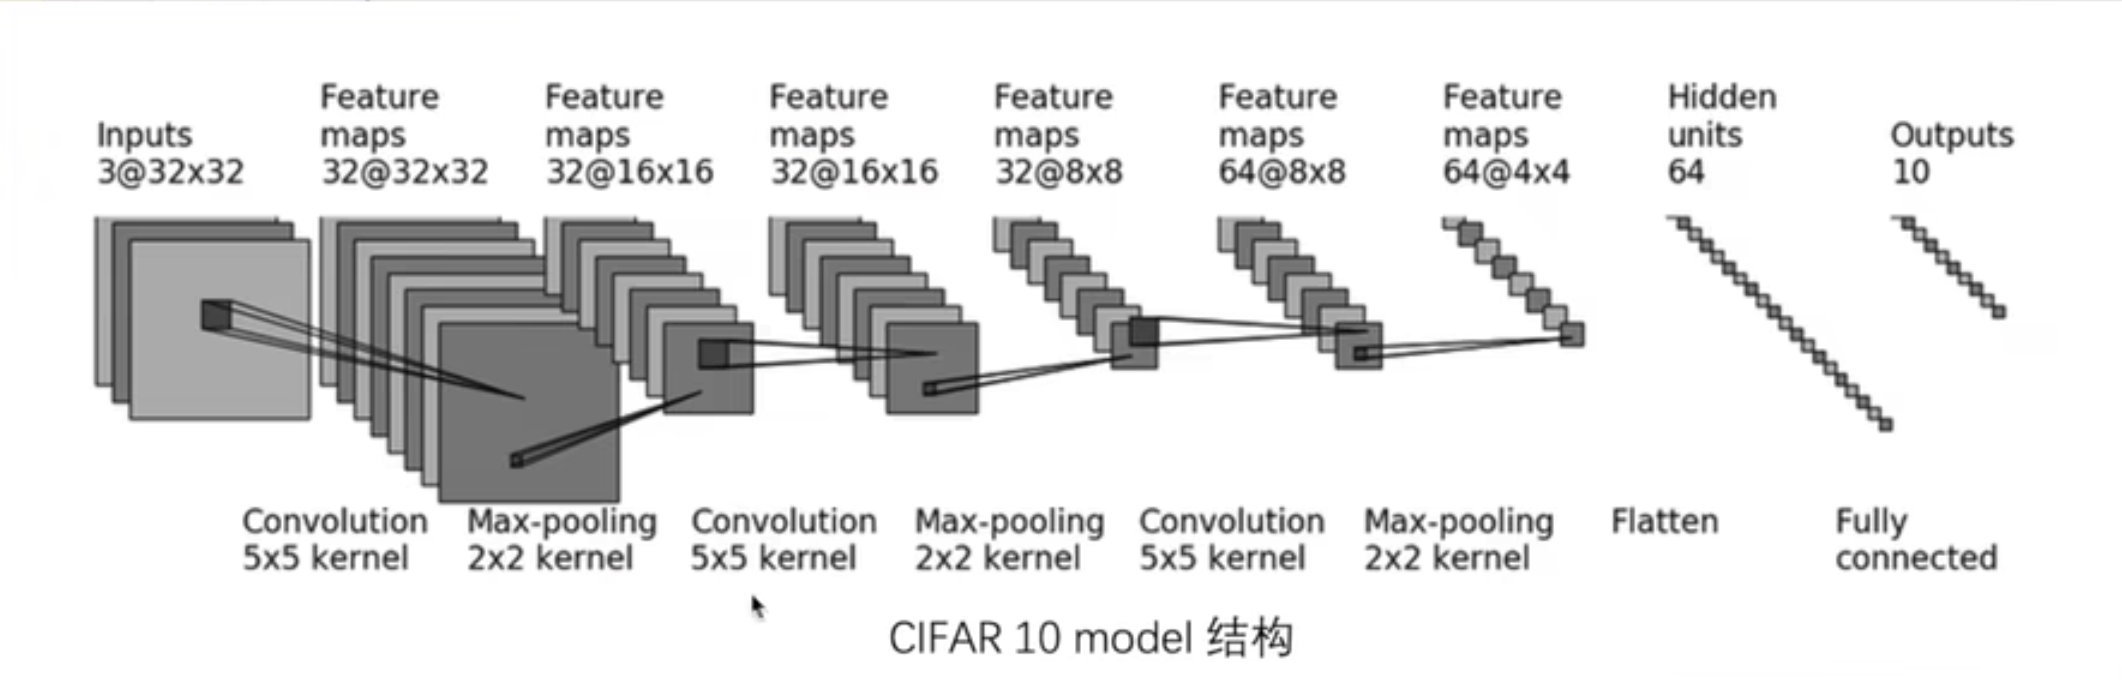 Inputs
3@32x32
Feature
maps
32@32x32
Feature
maps
32@16x16
Feature
maps
32@16x16
Feature
maps
32@8x8
Feature
maps
64@8x8
Feature
maps
64@4x4
Hidden
units
64
Outputs
10
Convolution
5x5 kernel
Max-pooling
2x2 kernel
Convolution
5x5 kernel
Max-pooling
2x2 kernel
Convolution
5x5 kernel
Max-pooling
2x2 kernel
Flatten
Fully
connected
CIFAR 10 model 结构